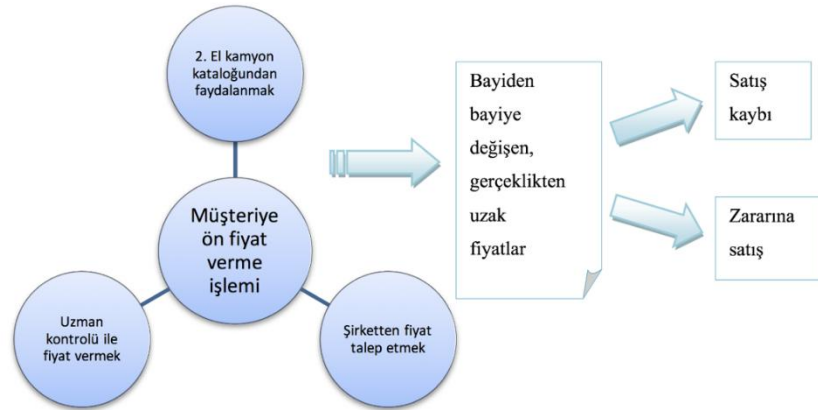 2. El kamyon
kataloğundan
faydalanmak
Müşteriye
ön fiyat
verme
işlemi
Uzman
kontrolü ile
fiyat vermek
Şirketten fiyat
talep etmek
Bayiden
bayiye
değişen,
gerçeklikten
uzak
fiyatlar
Satış
kaybı
Zararına
satış